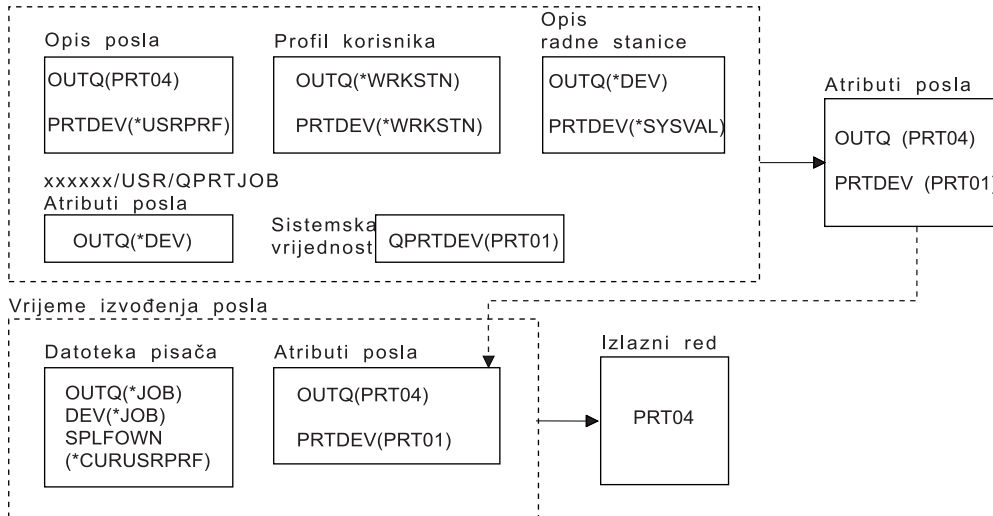 Opis posla
OUTQ(PRT04)
PRTDEV(*USRPRF)
Profil korisnika
OUTQ(*WRKSTN)
PRTDEV(*WRKSTN)
Opis
radne stanice
OUTQ(*DEV)
PRTDEV(*SYSVAL)
xxxxxx/USR/QPRTJOB
Atributi posla
OUTQ(*DEV)
Sistemska
vrijednost
QPRTDEV(PRT01)
Atributi posla
OUTQ (PRT04)
PRTDEV (PRT01)
Vrijeme izvođenja posla
Datoteka pisača
OUTQ(*JOB)
DEV(*JOB)
SPLFOWN
(*CURUSRPRF)
Atributi posla
OUTQ(PRT04)
PRTDEV(PRT01)
Izlazni red
PRT04